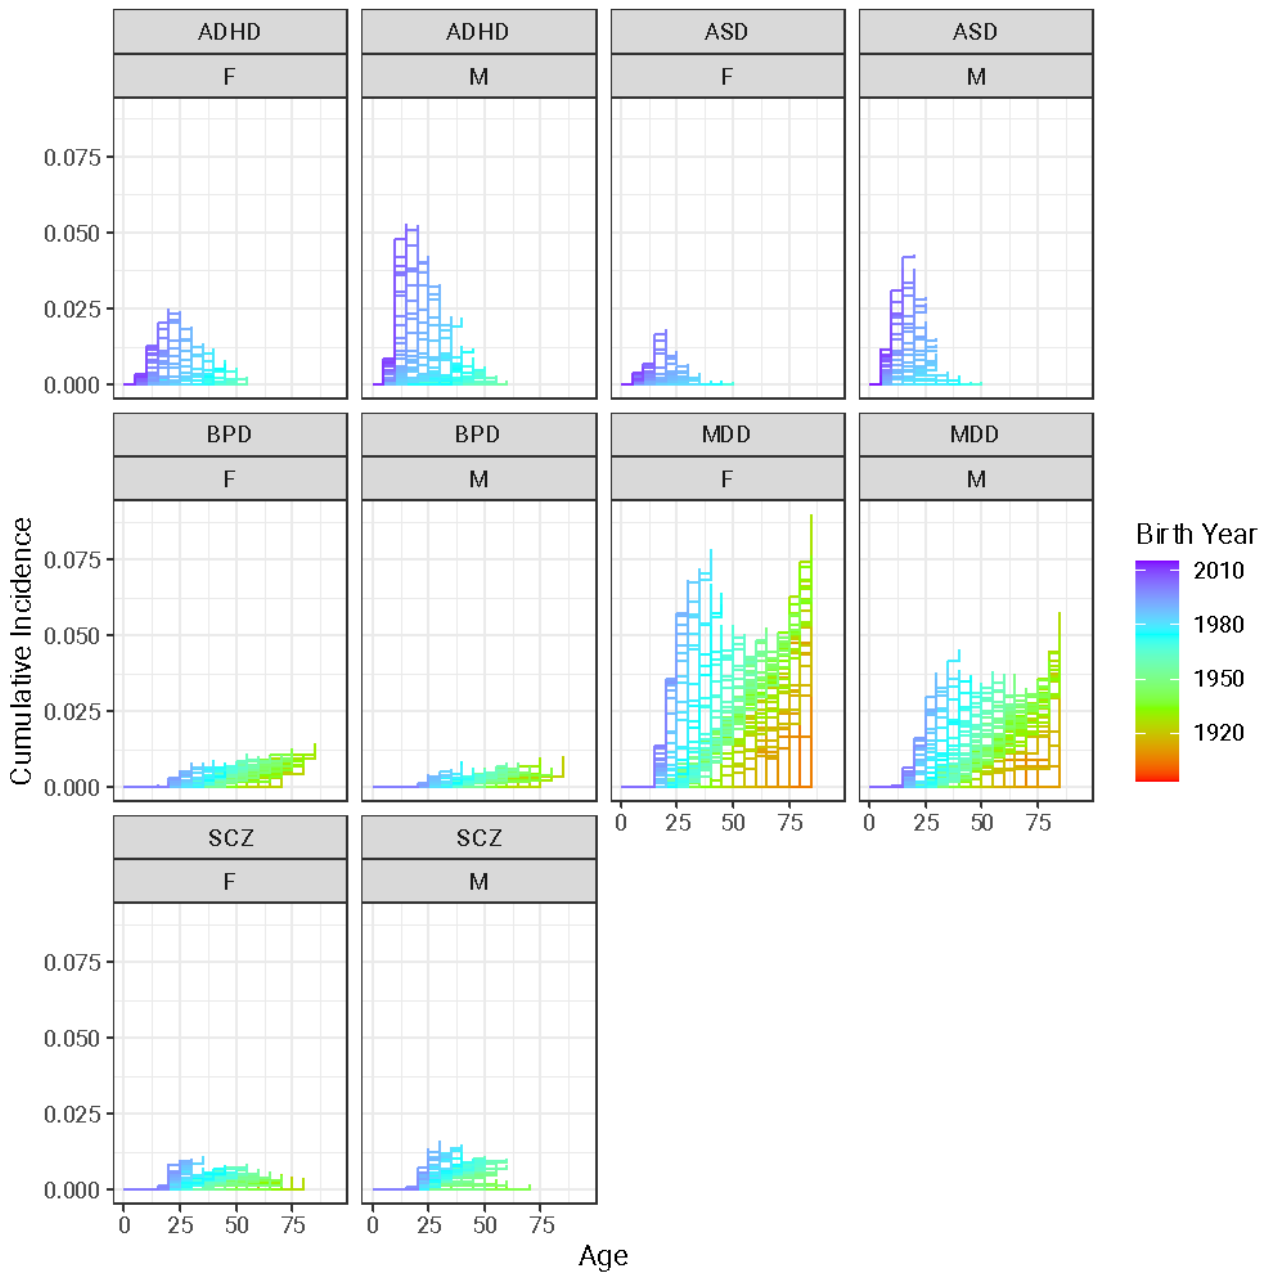 ADHD ADHD ASD ASD
F M F M
0.075
0.050
0.025
0.000
BPD BPD MDD MDD
F M F M
0.075
0.050
0.025
0.000
0 25 50 75 0 25 50 75
SCZ SCZ
F M
0.075
0.050
0.025
0.000
0 25 50 75 0 25 50 75
Age
Cumulative Incidence
Birth Year
2010
1980
1950
1920